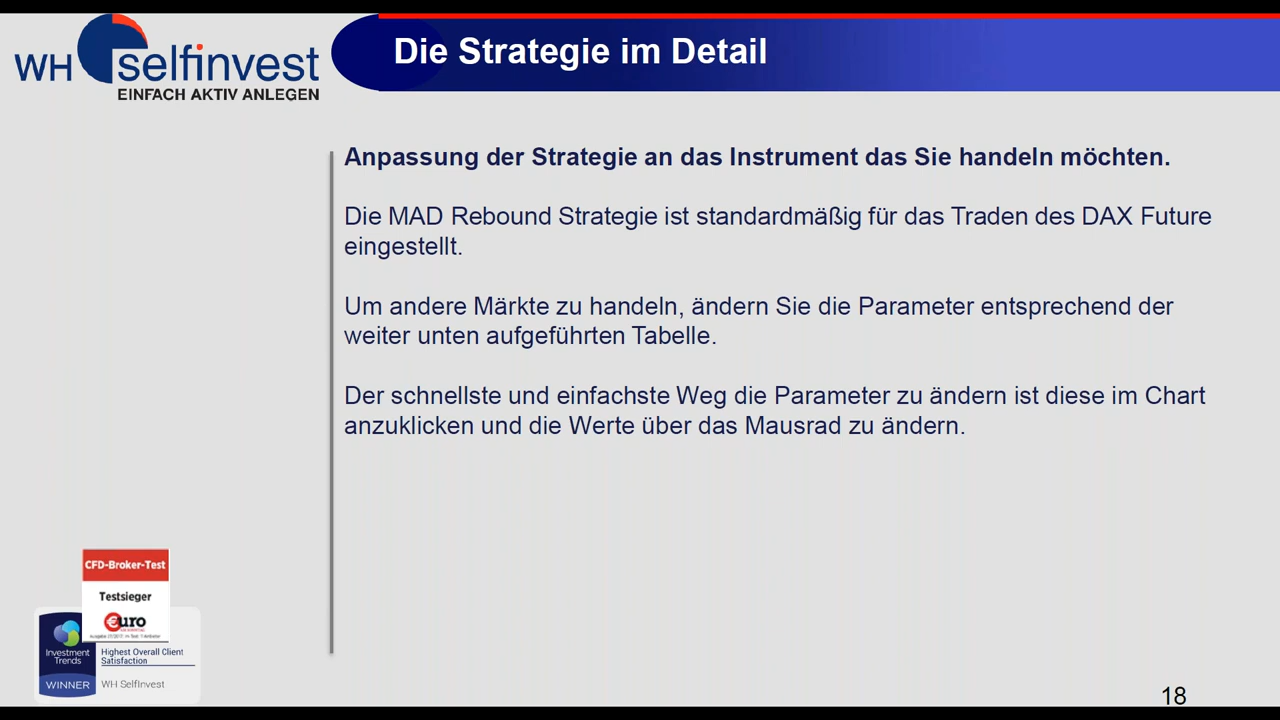 WH selfinvest
EINFACH AKTIV ANLEGEN
Die Strategie im Detail
Anpassung der Strategie an das Instrument das Sie handeln möchten.
Die MAD Rebound Strategie ist standardmäßig für das Traden des DAX Future
eingestellt.
Um andere Märkte zu handeln, ändern Sie die Parameter entsprechend der
weiter unten aufgeführten Tabelle.
Der schnellste und einfachste Weg die Parameter zu ändern ist diese im Chart
anzuklicken und die Werte über das Mausrad zu ändern.
CFD-Broker-Test
Testsieger
€uro
Investment
Trends
WINNER
Highest Overall Client
Satisfaction
WH SelfInvest
18